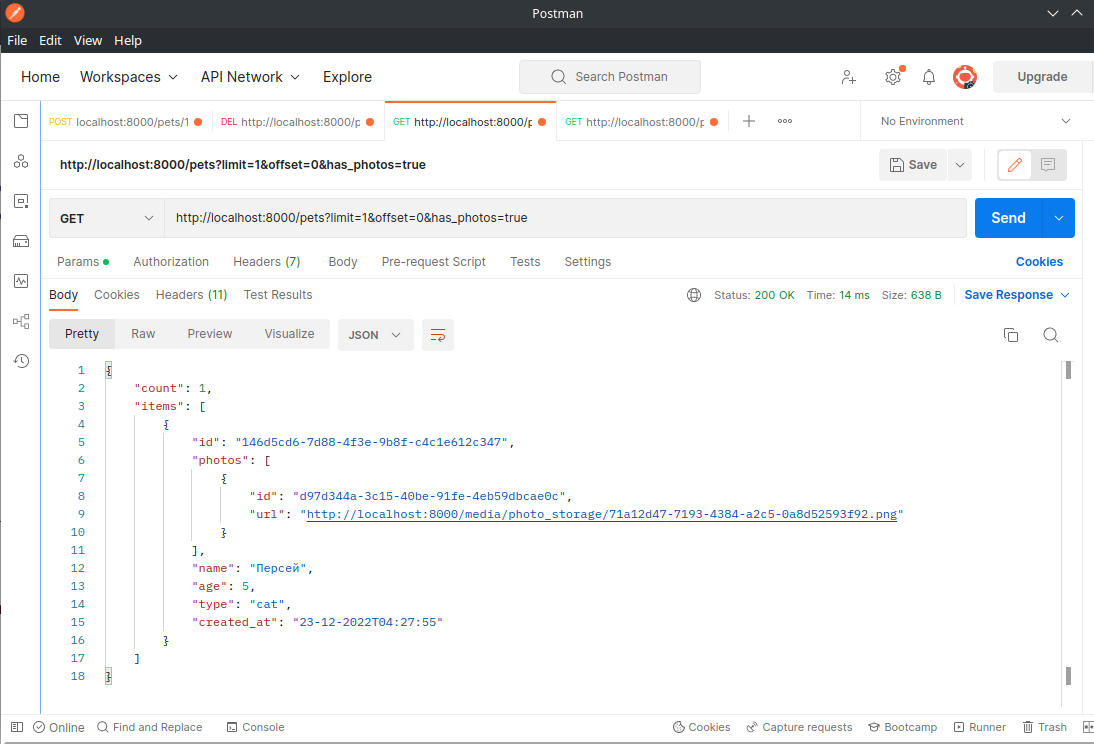 Postman
File Edit View Help
Home Workspaces API Network Explore Search Postman Upgrade
POST localhost:8000/pets/1 DEL http://localhost:8000/p GET http://localhost:8000/p GET http://localhost:8000/p No Environment
http://localhost:8000/pets?limit=1&offset=0&has_photos=true Save
GET http://localhost:8000/pets?limit=1&offset=0&has_photos=true Send
Params Authorization Headers (7) Body Pre-request Script Tests Settings Cookies
Body Cookies Headers (11) Test Results Status: 200 OK Time: 14 ms Size: 638 B Save Response
Pretty Raw Preview Visualize JSON
1 {
2 "count": 1,
3 "items": [
4 {
5 "id": "146d5cd6-7d88-4f3e-9b8f-c4c1e612c347",
6 "photos": [
7 {
8 "id": "d97d344a-3c15-40be-91fe-4eb59dbcae0c",
9 "url": "http://localhost:8000/media/photo_storage/71a12d47-7193-4384-a2c5-0a8d52593f92.png"
10 }
11 ],
12 "name": "Персей",
13 "age": 5,
14 "type": "cat",
15 "created_at": "23-12-2022T04:27:55"
16 }
17 ]
18 }
Online Find and Replace Console Cookies Capture requests Bootcamp Runner Trash